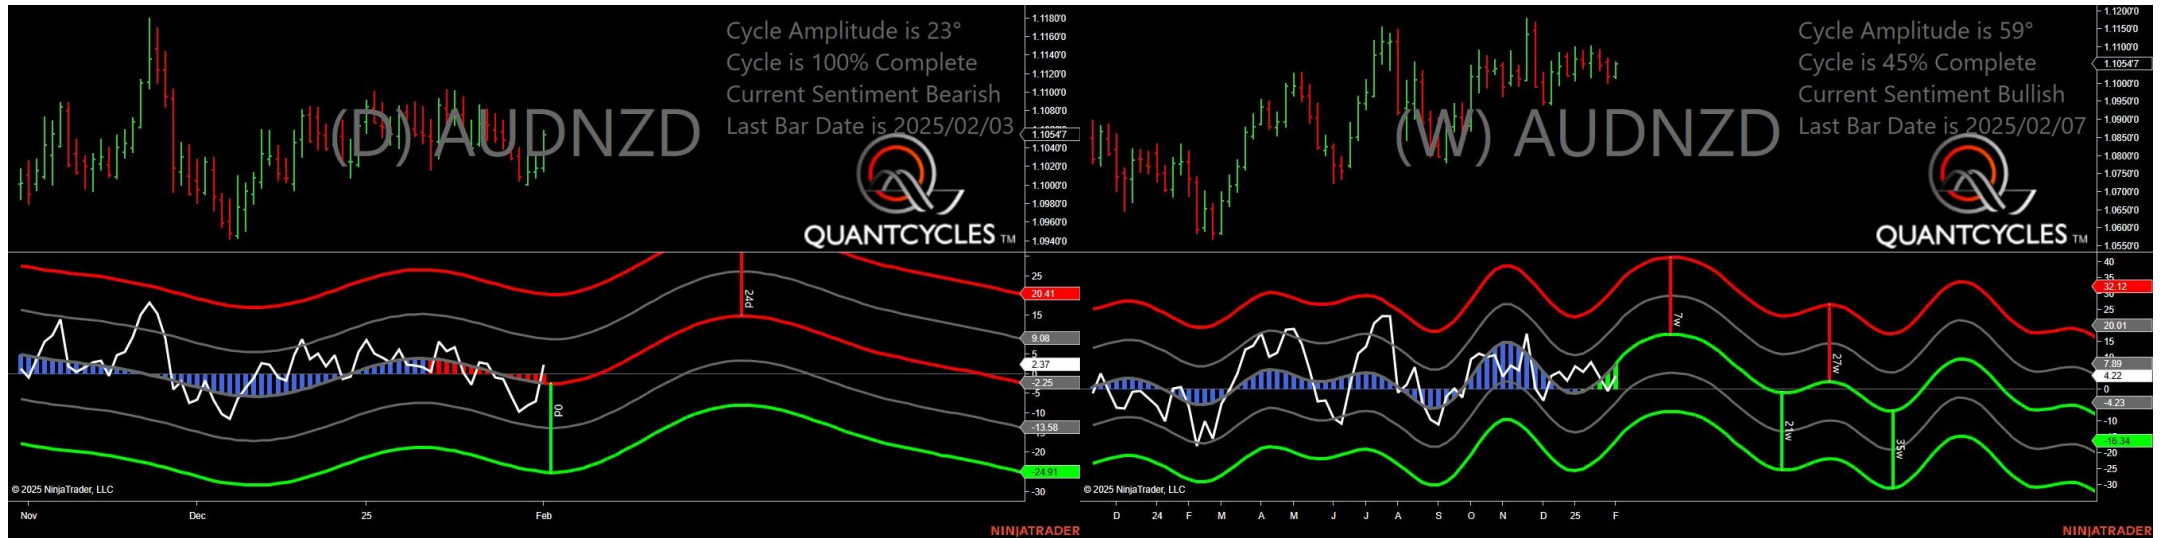 Cycle Amplitude is 23°
Cycle is 100% Complete
Current Sentiment Bearish
Last Bar Date is 2025/02/03
(D) AUDNZD
QUANTCYCLES TM
1.1180'0
1.1160'0
1.1140'0
1.1120'0
1.1100'0
1.1080'0
1.1054'7
1.1040'0
1.1020'0
1.1000'0
1.0980'0
1.0960'0
1.0940'0
24d
0d
25
20.41
15
9.08
5
2.37
0
-2.25
-5
-10
-13.58
-20
-24.91
-30
© 2025 NinjaTrader, LLC
Nov
Dec
25
Feb
NINJATRADER
Cycle Amplitude is 59°
Cycle is 45% Complete
Current Sentiment Bullish
Last Bar Date is 2025/02/07
(W) AUDNZD
QUANTCYCLES TM
1.1200'0
1.1150'0
1.1100'0
1.1054'7
1.1000'0
1.0950'0
1.0900'0
1.0850'0
1.0800'0
1.0750'0
1.0700'0
1.0650'0
1.0600'0
1.0550'0
7w
27w
21w
35w
40
35
32.12
30
25
20.01
15
10
7.89
4.22
0
-4.23
-10
-16.34
-20
-25
-30
© 2025 NinjaTrader, LLC
D
24
F
M
A
M
J
J
A
S
O
N
D
25
F
NINJATRADER